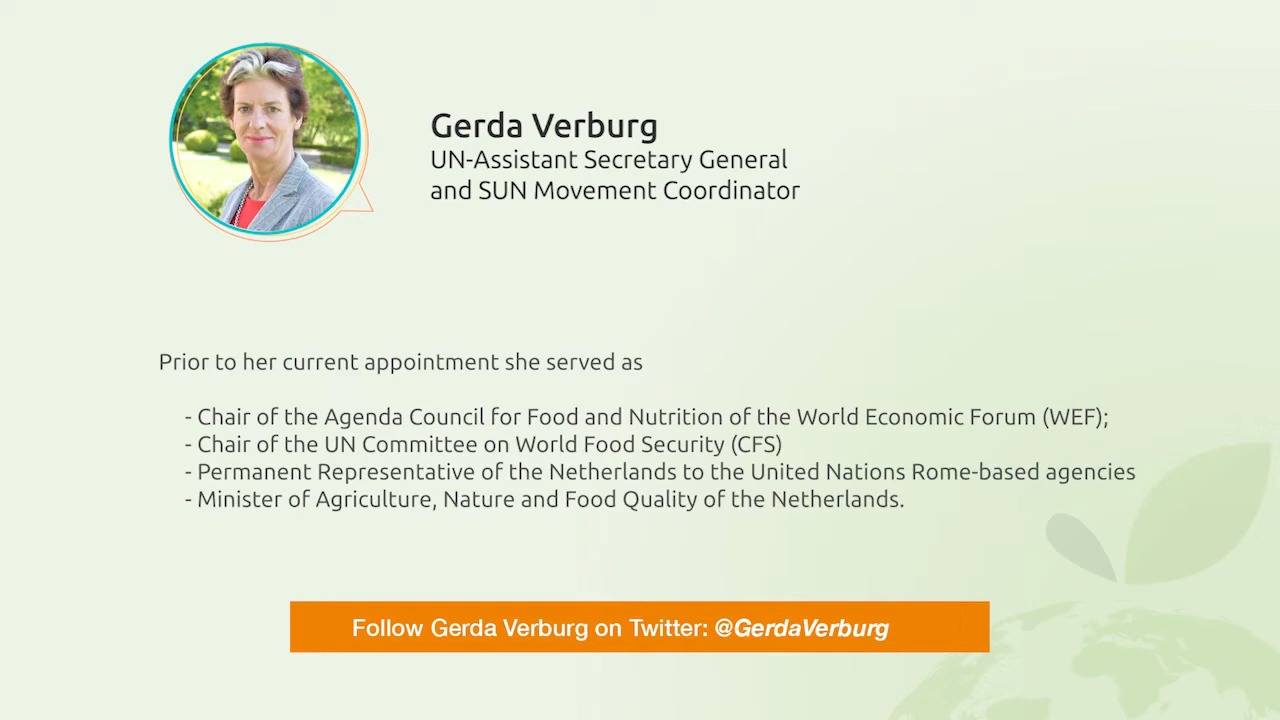 Gerda Verburg
UN-Assistant Secretary General
and SUN Movement Coordinator
Prior to her current appointment she served as
- Chair of the Agenda Council for Food and Nutrition of the World Economic Forum (WEF);
- Chair of the UN Committee on World Food Security (CFS)
- Permanent Representative of the Netherlands to the United Nations Rome-based agencies
- Minister of Agriculture, Nature and Food Quality of the Netherlands.
Follow Gerda Verburg on Twitter: @GerdaVerburg